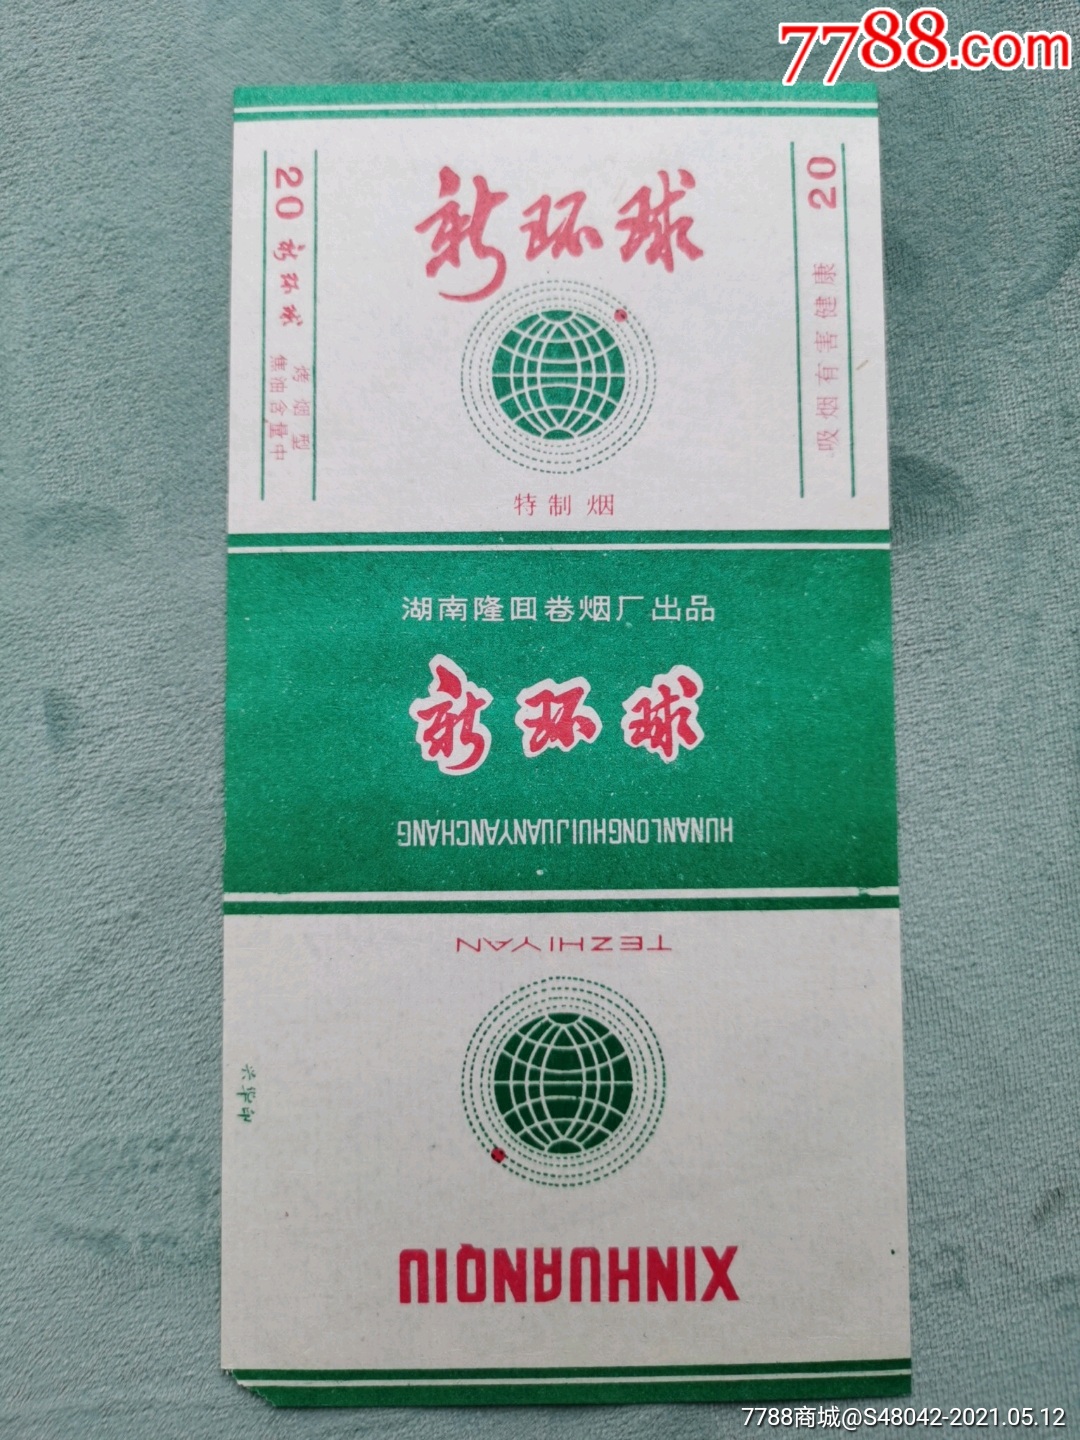 7788.com
新环球
20 新环球 烤烟型
焦油含量中
吸烟有害健康 20
特制烟
湖南隆回卷烟厂出品
新环球
HUNANLONGHUIJUANYANCHANG
TEZHIYAN
XINHUANQIU
7788商城@S48042-2021.05.12